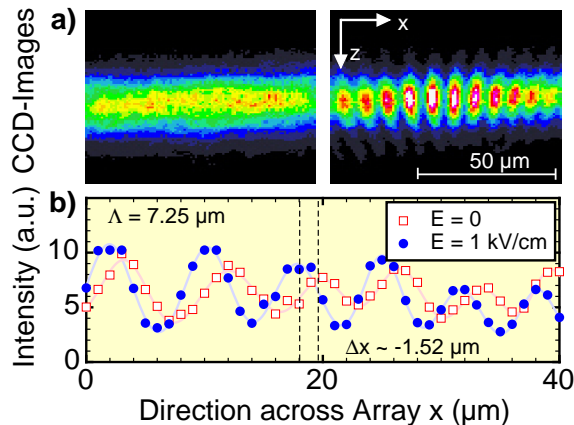 a)
CCD-Images
x
z
50 µm
b)
Intensity (a.u.)
10
5
0
Λ = 7.25 µm
E = 0
E = 1 kV/cm
Δx ~ -1.52 µm
0
20
40
Direction across Array x (µm)